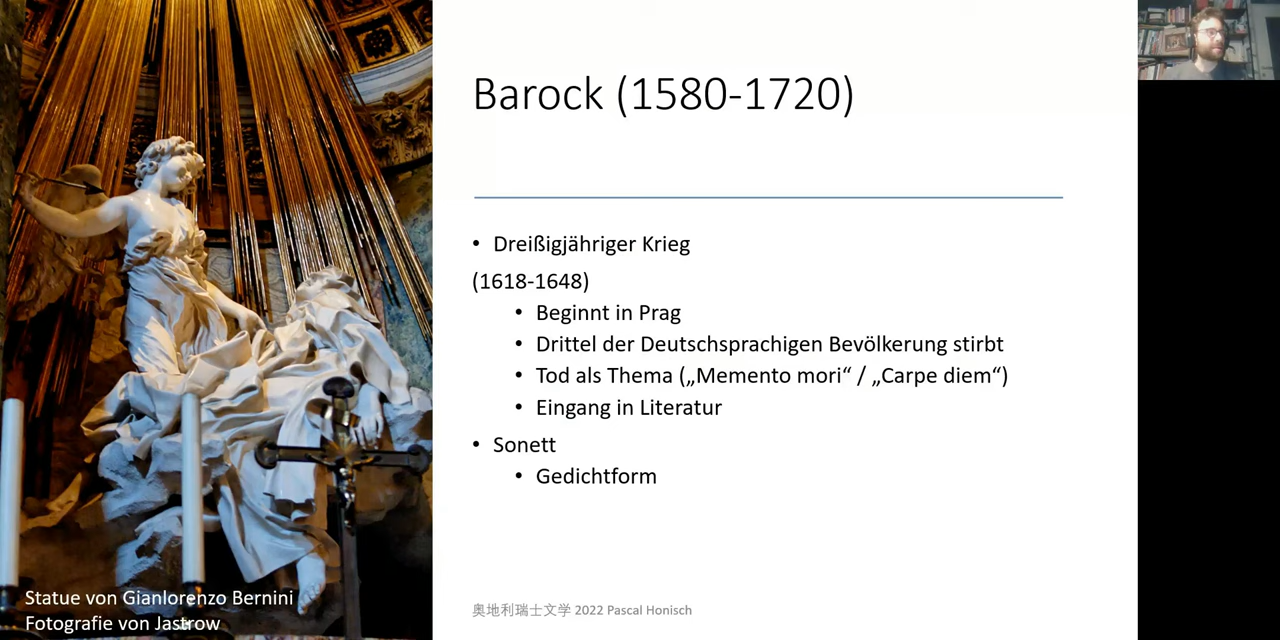 Barock (1580-1720)
• Dreißigjähriger Krieg
(1618-1648)
• Beginnt in Prag
• Drittel der Deutschsprachigen Bevölkerung stirbt
• Tod als Thema („Memento mori“ / „Carpe diem“)
• Eingang in Literatur
• Sonett
• Gedichtform
Statue von Gianlorenzo Bernini
Fotografie von Jastrow
奥地利瑞士文学 2022 Pascal Honisch